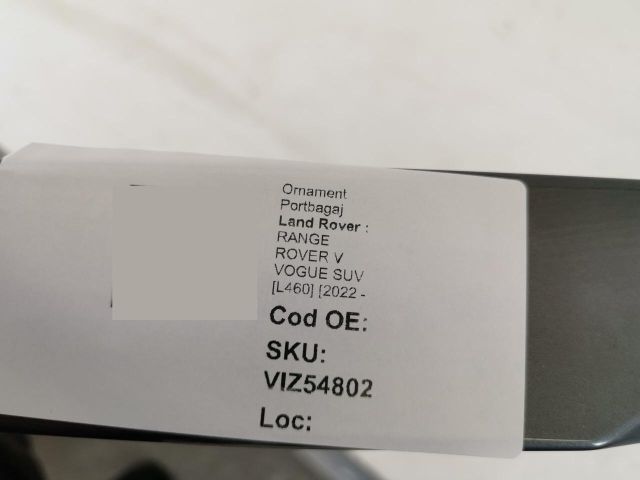 Ornament
Portbagaj
Land Rover :
RANGE
ROVER V
VOGUE SUV
[L460] [2022 -
Cod OE:
SKU:
VIZ54802
Loc: